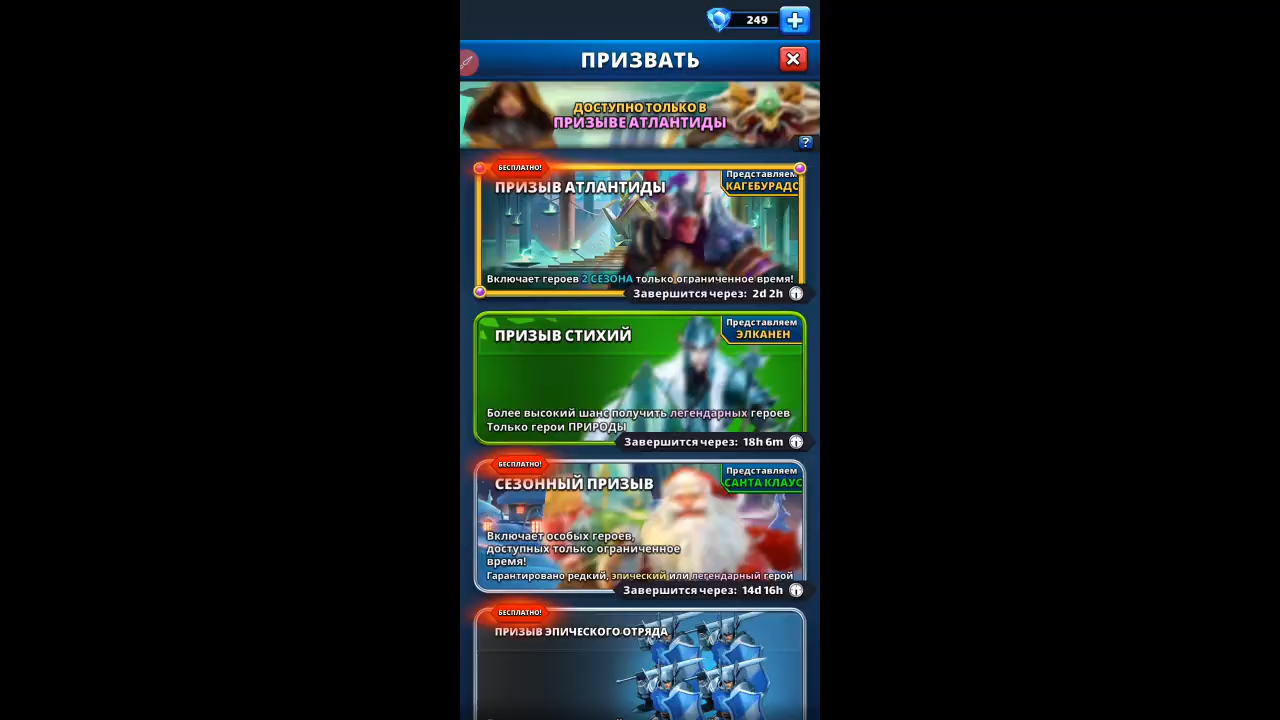 249
ПРИЗВАТЬ
ДОСТУПНО ТОЛЬКО В
ПРИЗЫВЕ АТЛАНТИДЫ
?
БЕСПЛАТНО!
ПРИЗЫВ АТЛАНТИДЫ
Представляем
КАГЕБУРАДО
Включает героев 2 СЕЗОНА только ограниченное время!
Завершится через: 2d 2h
ПРИЗЫВ СТИХИЙ
Представляем
ЭЛКАНЕН
Более высокий шанс получить легендарных героев
Только герои ПРИРОДЫ
Завершится через: 18h 6m
БЕСПЛАТНО!
СЕЗОННЫЙ ПРИЗЫВ
Представляем
САНТА КЛАУС
Включает особых героев,
доступных только ограниченное
время!
Гарантировано редкий, эпический или легендарный герой
Завершится через: 14d 16h
БЕСПЛАТНО!
ПРИЗЫВ ЭПИЧЕСКОГО ОТРЯДА